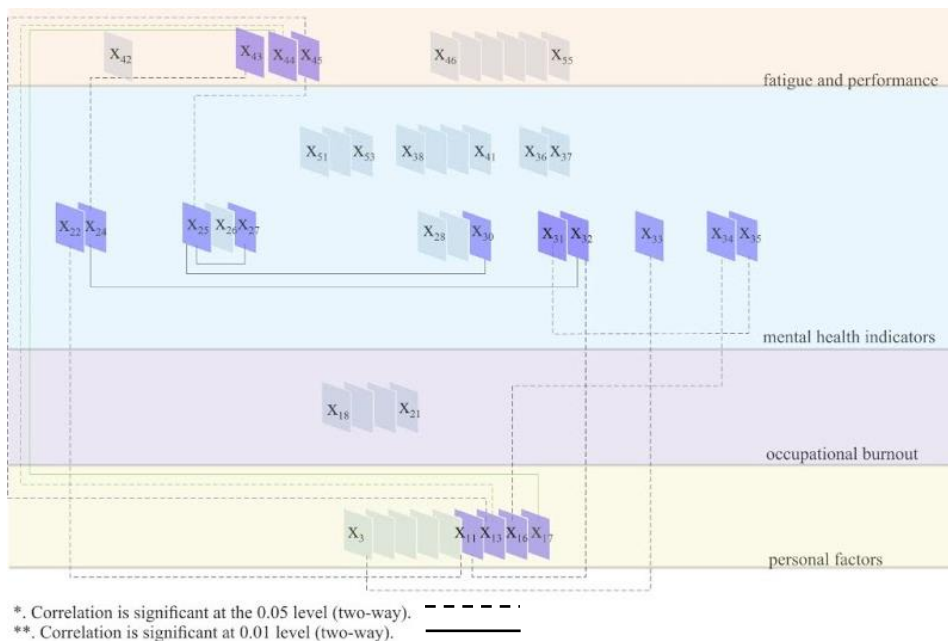 X42 X43 X44 X45 X46 X55
fatigue and performance
X51 X53 X38 X41 X36 X37
X22 X24 X25 X26 X27 X28 X30 X31 X32 X33 X34 X35
mental health indicators
X18 X21
occupational burnout
X3 X11 X13 X16 X17
personal factors
*. Correlation is significant at the 0.05 level (two-way).
**. Correlation is significant at 0.01 level (two-way).